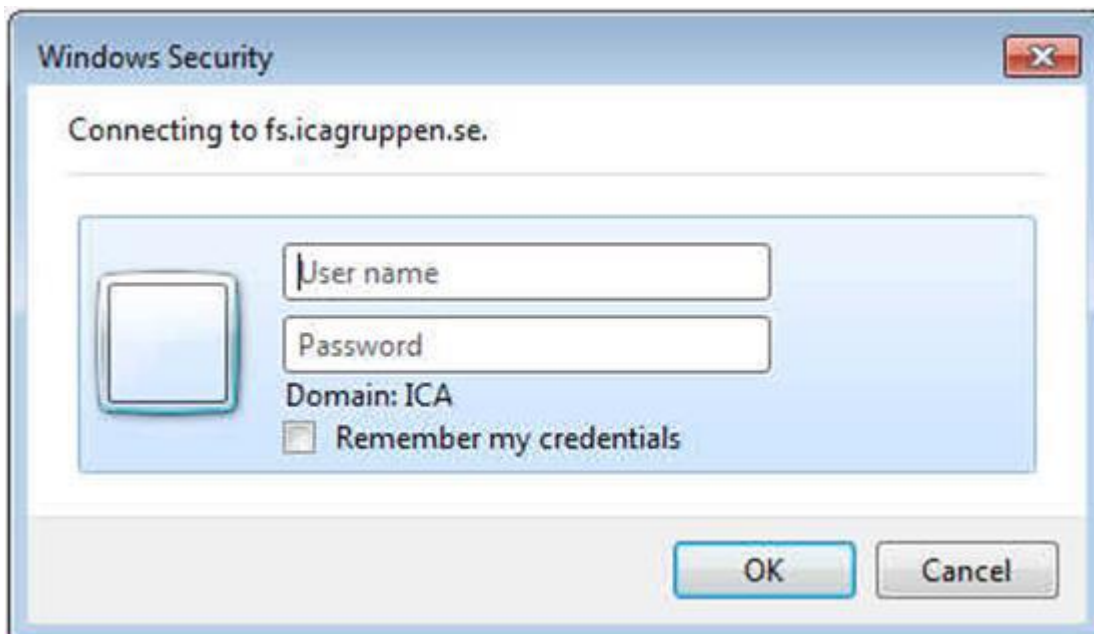 Windows Security
Connecting to fs.icagruppen.se.
User name
Password
Domain: ICA
Remember my credentials
OK
Cancel